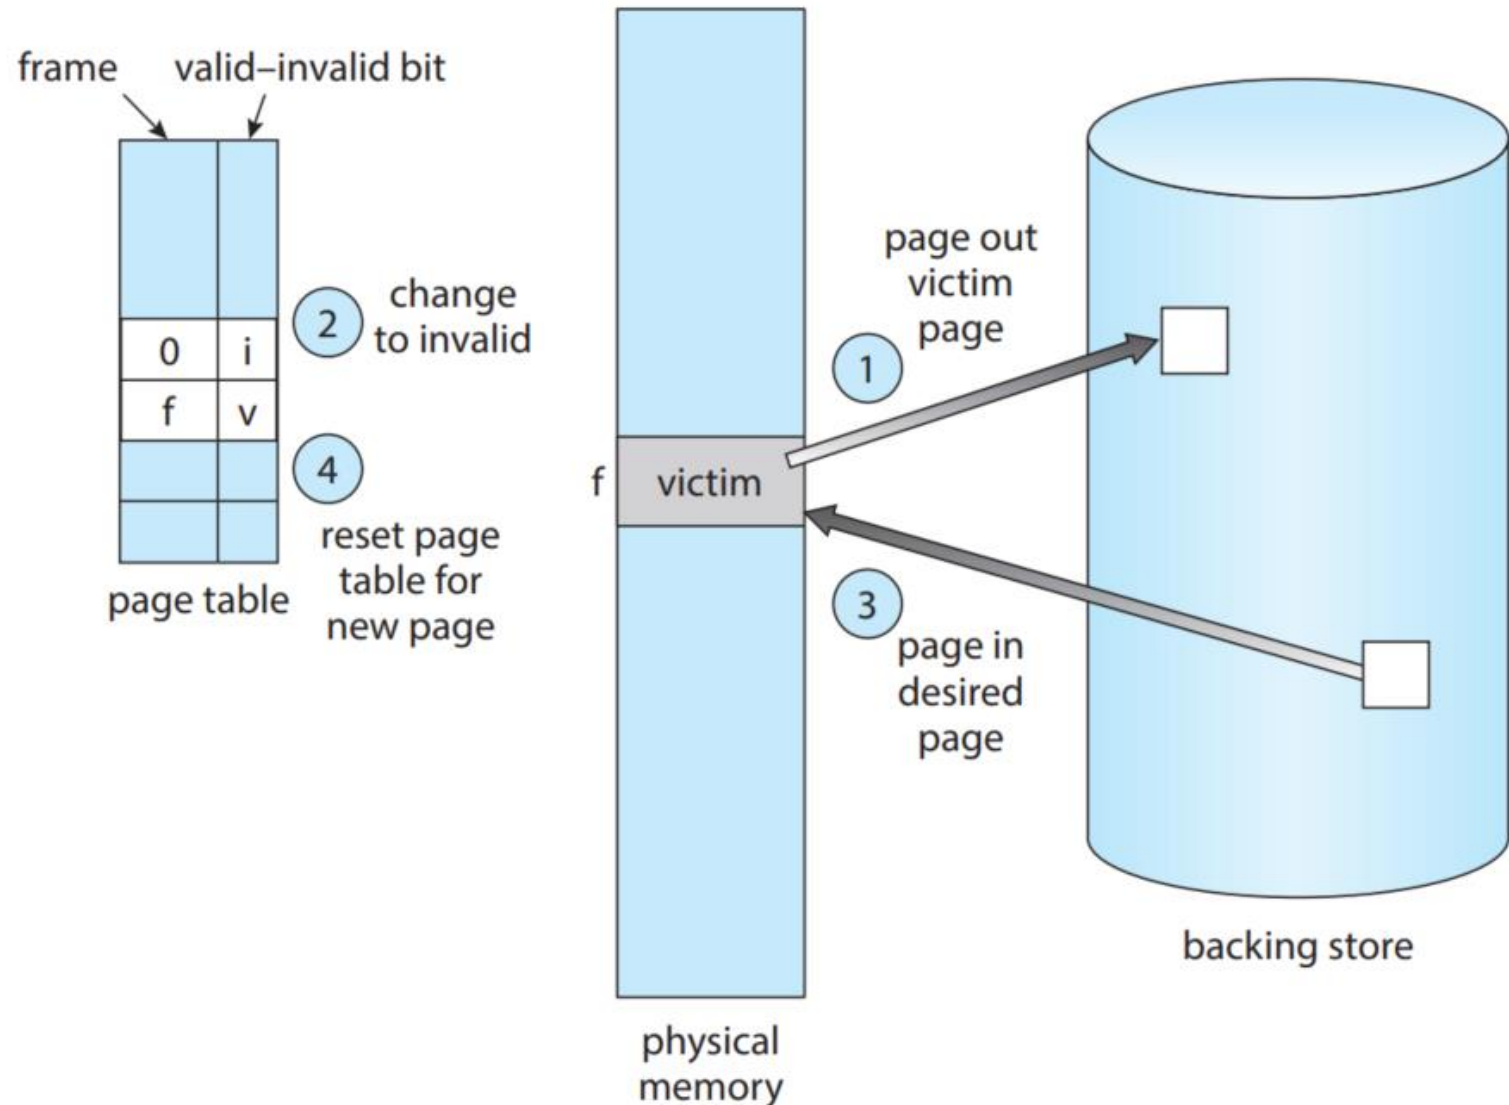 frame
valid–invalid bit
0
i
f
v
2
change
to invalid
4
reset page
table for
new page
page table
f
victim
physical
memory
page out
victim
page
1
3
page in
desired
page
backing store